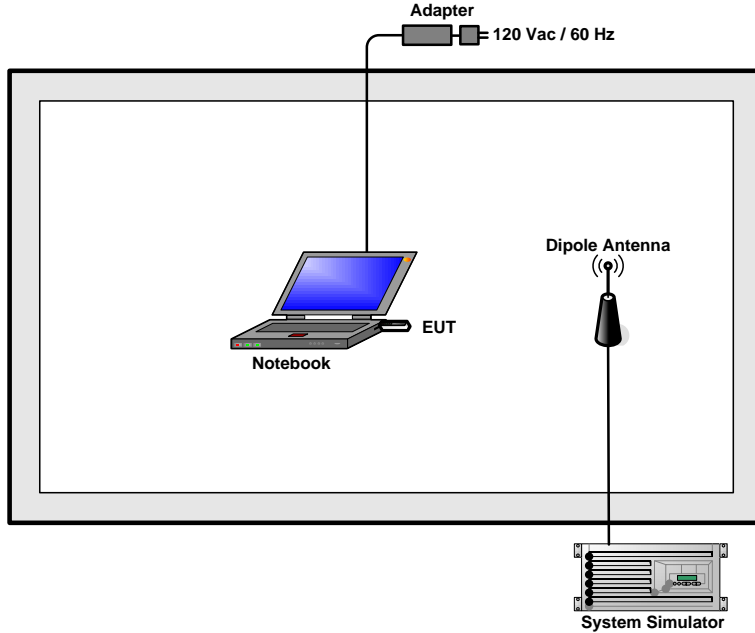 Adapter
120 Vac / 60 Hz
Dipole Antenna
EUT
Notebook
System Simulator